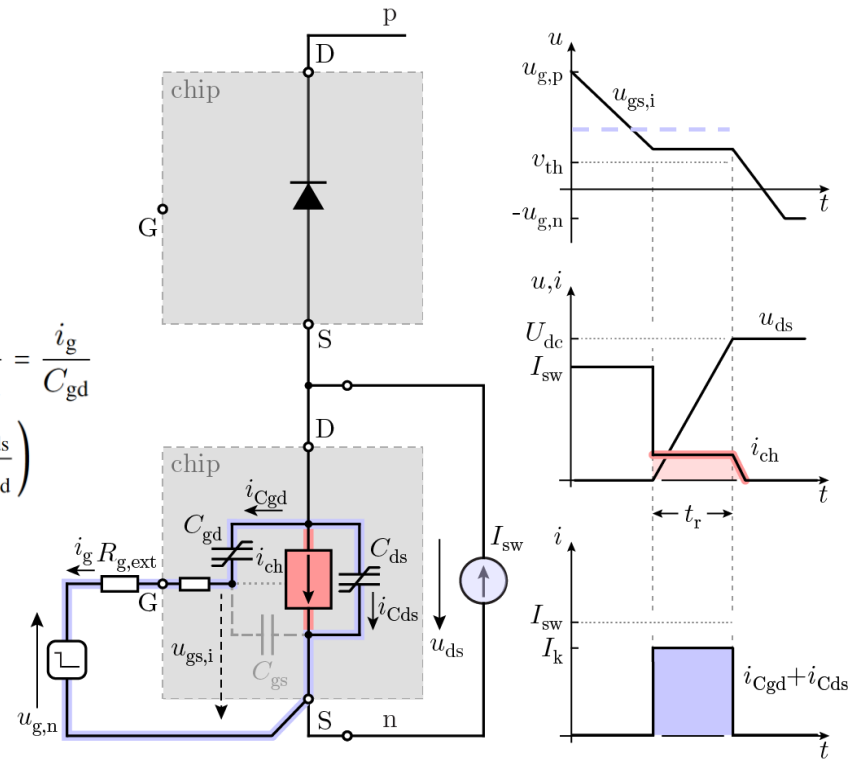 p
D
chip
G
S
= i_g / C_gd
D
chip
i_Cgd
C_gd
i_ch
C_ds
i_g R_g,ext
G
i_Cds
u_gs,i
C_gs
u_g,n
S
n
I_sw
u_ds
u
u_g,p
u_gs,i
v_th
-u_g,n
t
u,i
U_dc
u_ds
I_sw
i_ch
t
t_r
i
I_sw
I_k
i_Cgd+i_Cds
t